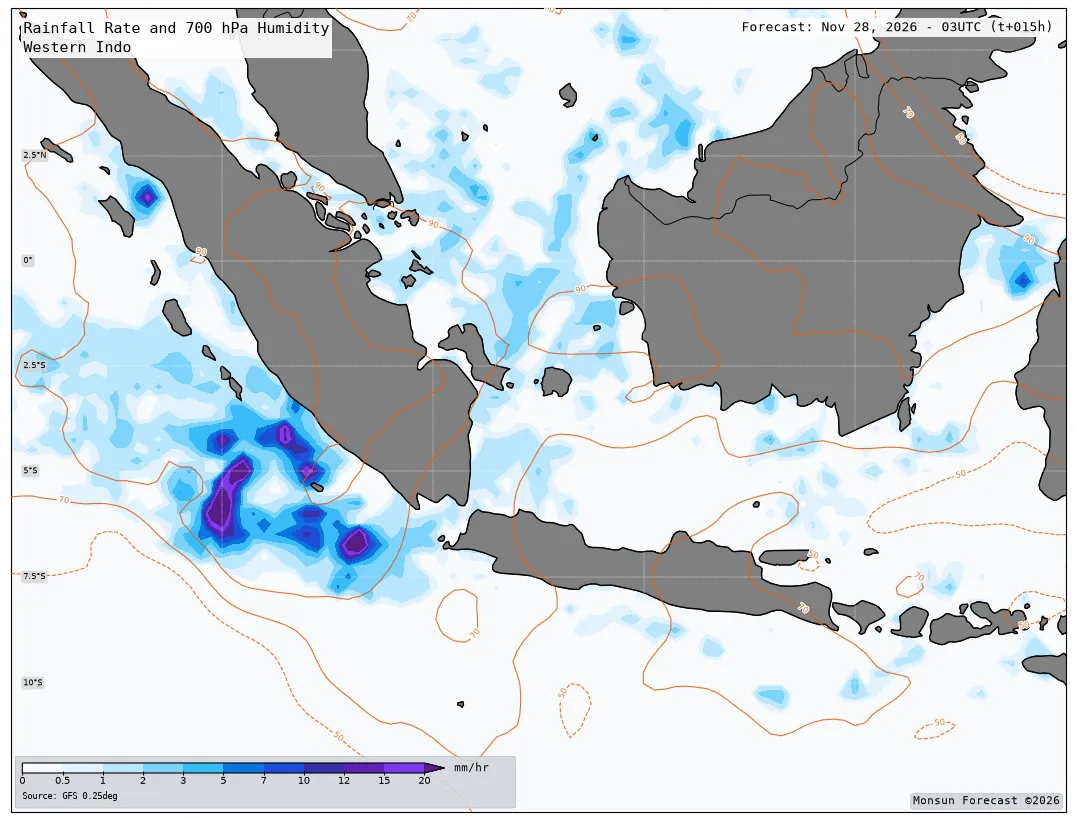 Rainfall Rate and 700 hPa Humidity
Western Indo
Forecast: Nov 28, 2026 - 03UTC (t+015h)
70
70
50
2.5°N
90
90
90
90
0°
90
2.5°S
5°S
50
70
50
7.5°S
70
70
50
70
10°S
50
50
50
mm/hr
0 0.5 1 2 3 5 7 10 12 15 20
Source: GFS 0.25deg
Monsun Forecast ©2026